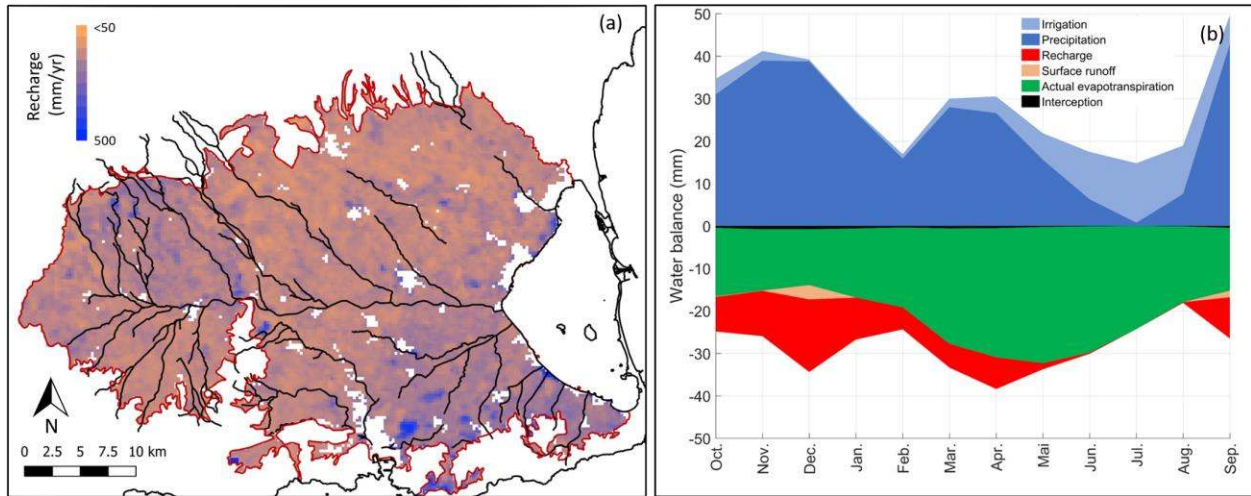 (a)
<50
Recharge
(mm/yr)
500
N
0 2.5 5 7.5 10 km
(b)
Irrigation
Precipitation
Recharge
Surface runoff
Actual evapotranspiration
Interception
Water balance (mm)
50
40
30
20
10
0
-10
-20
-30
-40
-50
Oct.
Nov.
Dec.
Jan.
Feb.
Mar.
Apr.
Mai
Jun.
Jul.
Aug
Sep.